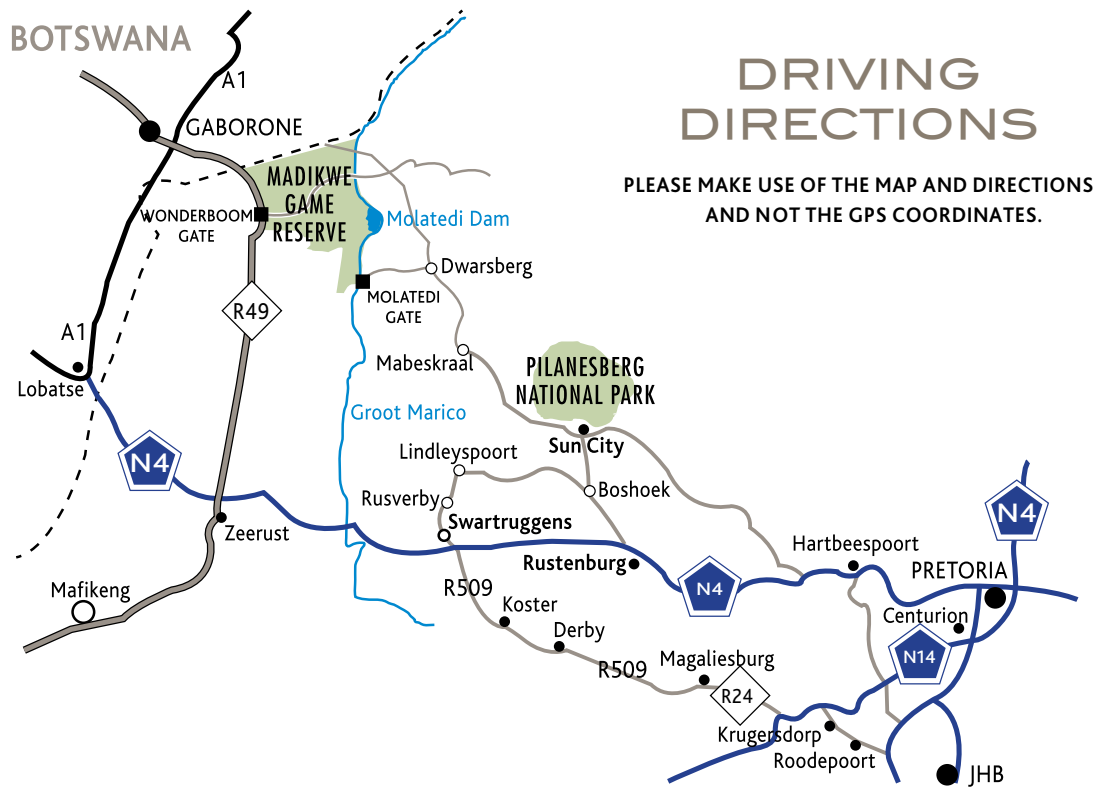 BOTSWANA
A1
DRIVING
DIRECTIONS
GABORONE
PLEASE MAKE USE OF THE MAP AND DIRECTIONS
AND NOT THE GPS COORDINATES.
MADIKWE
GAME
RESERVE
WONDERBOOM
GATE
Molatedi Dam
Dwarsberg
MOLATEDI
GATE
R49
A1
Lobatse
Mabeskraal
PILANESBERG
NATIONAL PARK
Groot Marico
Sun City
Lindleyspoort
N4
Boshoek
Rusverby
Swartruggens
N4
Zeerust
Hartbeespoort
Rustenburg
PRETORIA
Mafikeng
R509
N4
Koster
Centurion
Derby
N14
Magaliesburg
R509
R24
Krugersdorp
Roodepoort
JHB